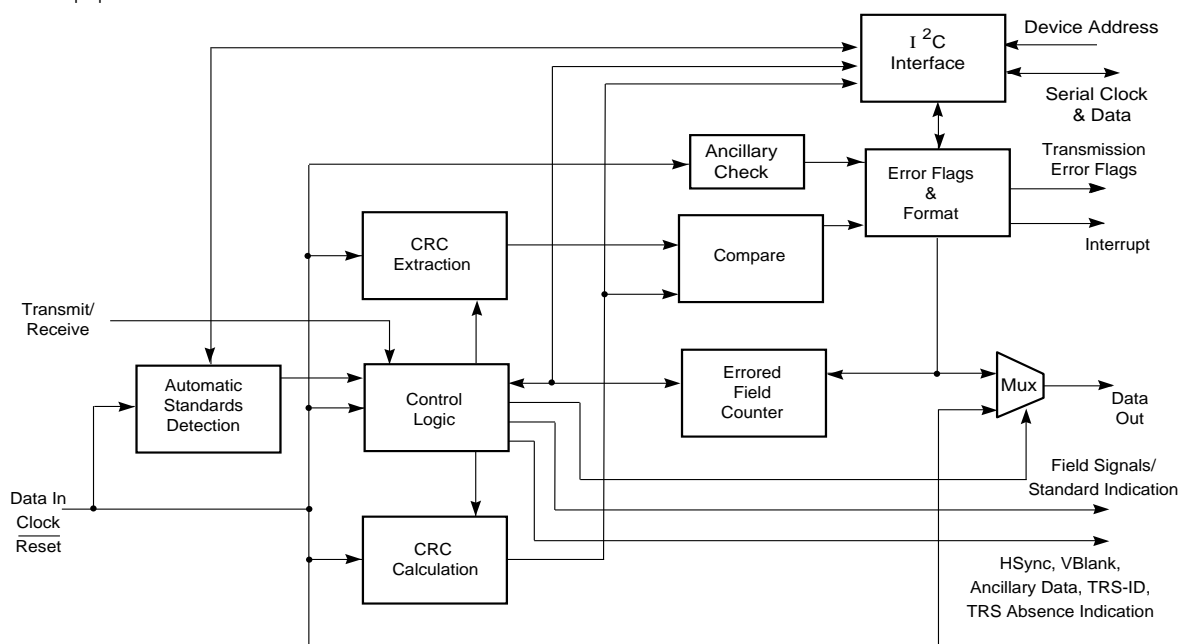 I 2C
Interface
Device Address
Serial Clock
& Data
Ancillary
Check
Error Flags
&
Format
Transmission
Error Flags
Interrupt
CRC
Extraction
Compare
Transmit/
Receive
Automatic
Standards
Detection
Control
Logic
Errored
Field
Counter
Mux
Data
Out
Field Signals/
Standard Indication
Data In
Clock
Reset
CRC
Calculation
HSync, VBlank,
Ancillary Data, TRS-ID,
TRS Absence Indication